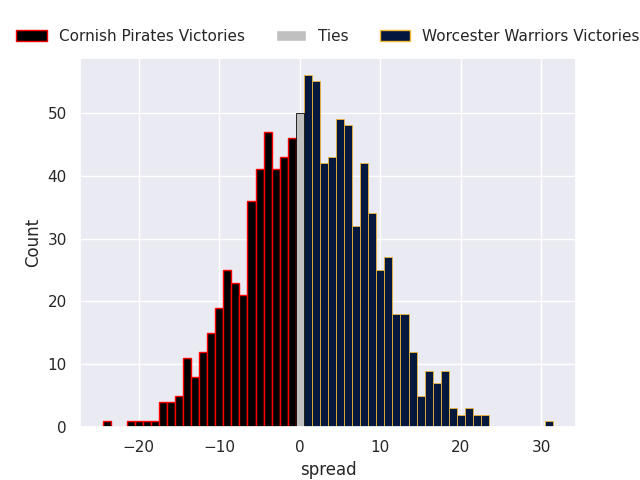 Cornish Pirates Victories Ties Worcester Warriors Victories
50
40
30
20
10
0
Count
−20 −10 0 10 20 30
spread